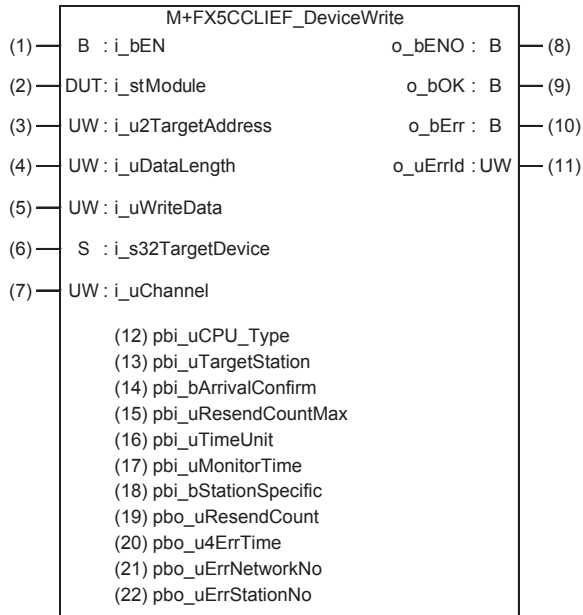 M+FX5CCLIEF_DeviceWrite
(1) B : i_bEN o_bENO : B (8)
(2) DUT: i_stModule o_bOK : B (9)
(3) UW : i_u2TargetAddress o_bErr : B (10)
(4) UW : i_uDataLength o_uErrId : UW (11)
(5) UW : i_uWriteData
(6) S : i_s32TargetDevice
(7) UW : i_uChannel
(12) pbi_uCPU_Type
(13) pbi_uTargetStation
(14) pbi_bArrivalConfirm
(15) pbi_uResendCountMax
(16) pbi_uTimeUnit
(17) pbi_uMonitorTime
(18) pbi_bStationSpecific
(19) pbo_uResendCount
(20) pbo_u4ErrTime
(21) pbo_uErrNetworkNo
(22) pbo_uErrStationNo